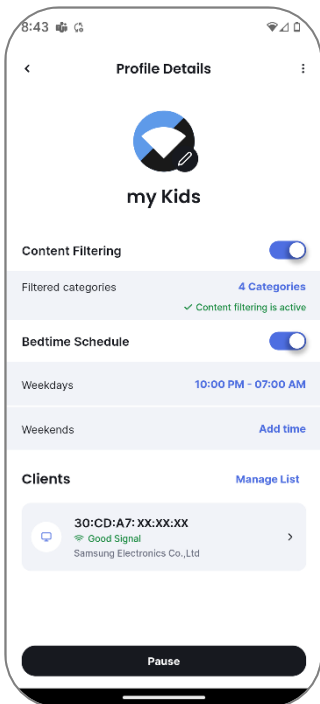 8:43
Profile Details
my Kids
Content Filtering
Filtered categories 4 Categories
Content filtering is active
Bedtime Schedule
Weekdays 10:00 PM - 07:00 AM
Weekends Add time
Clients Manage List
30:CD:A7: XX:XX:XX
Good Signal
Samsung Electronics Co.,Ltd
Pause